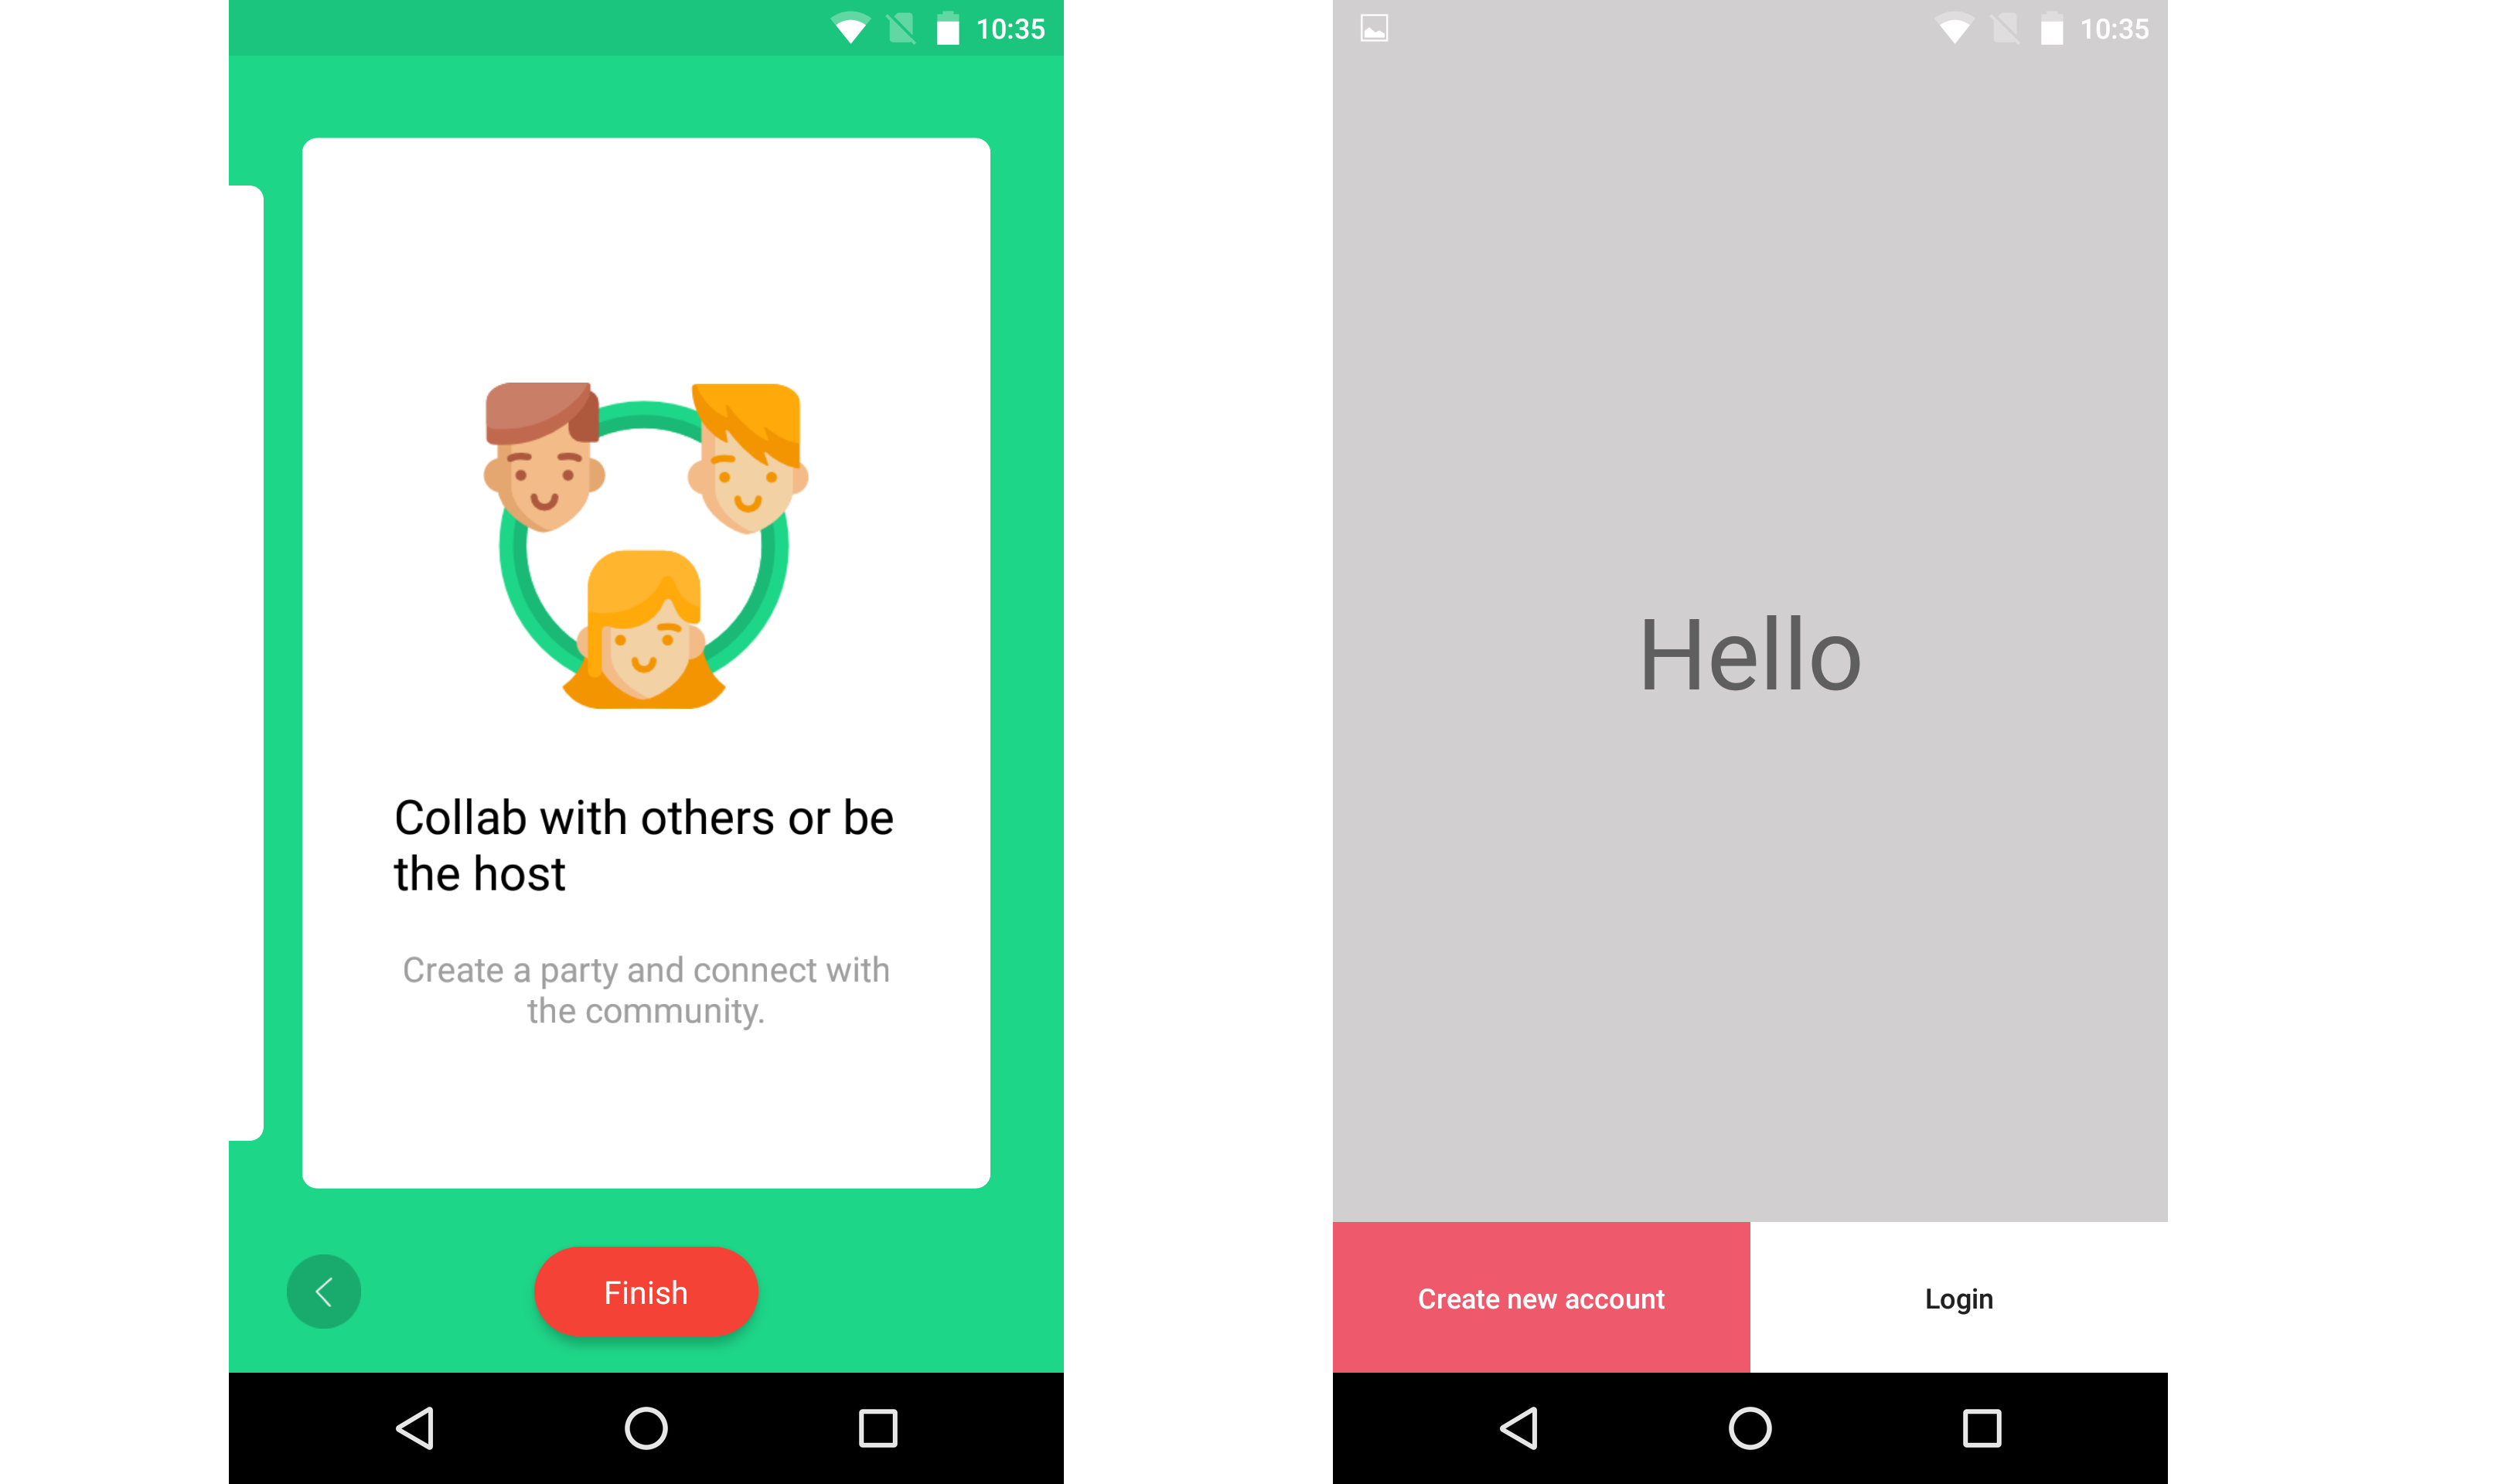 10:35
Collab with others or be
the host
Create a party and connect with
the community.
Finish
10:35
Hello
Create new account
Login